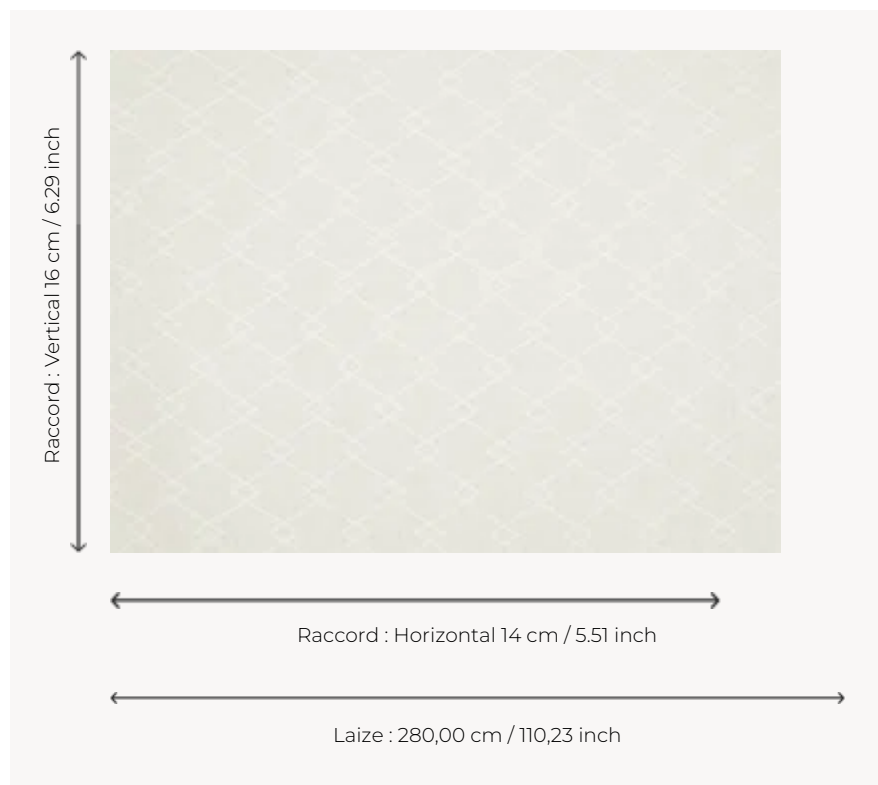 Raccord : Vertical 16 cm / 6.29 inch
Raccord : Horizontal 14 cm / 5.51 inch
Laize : 280,00 cm / 110,23 inch